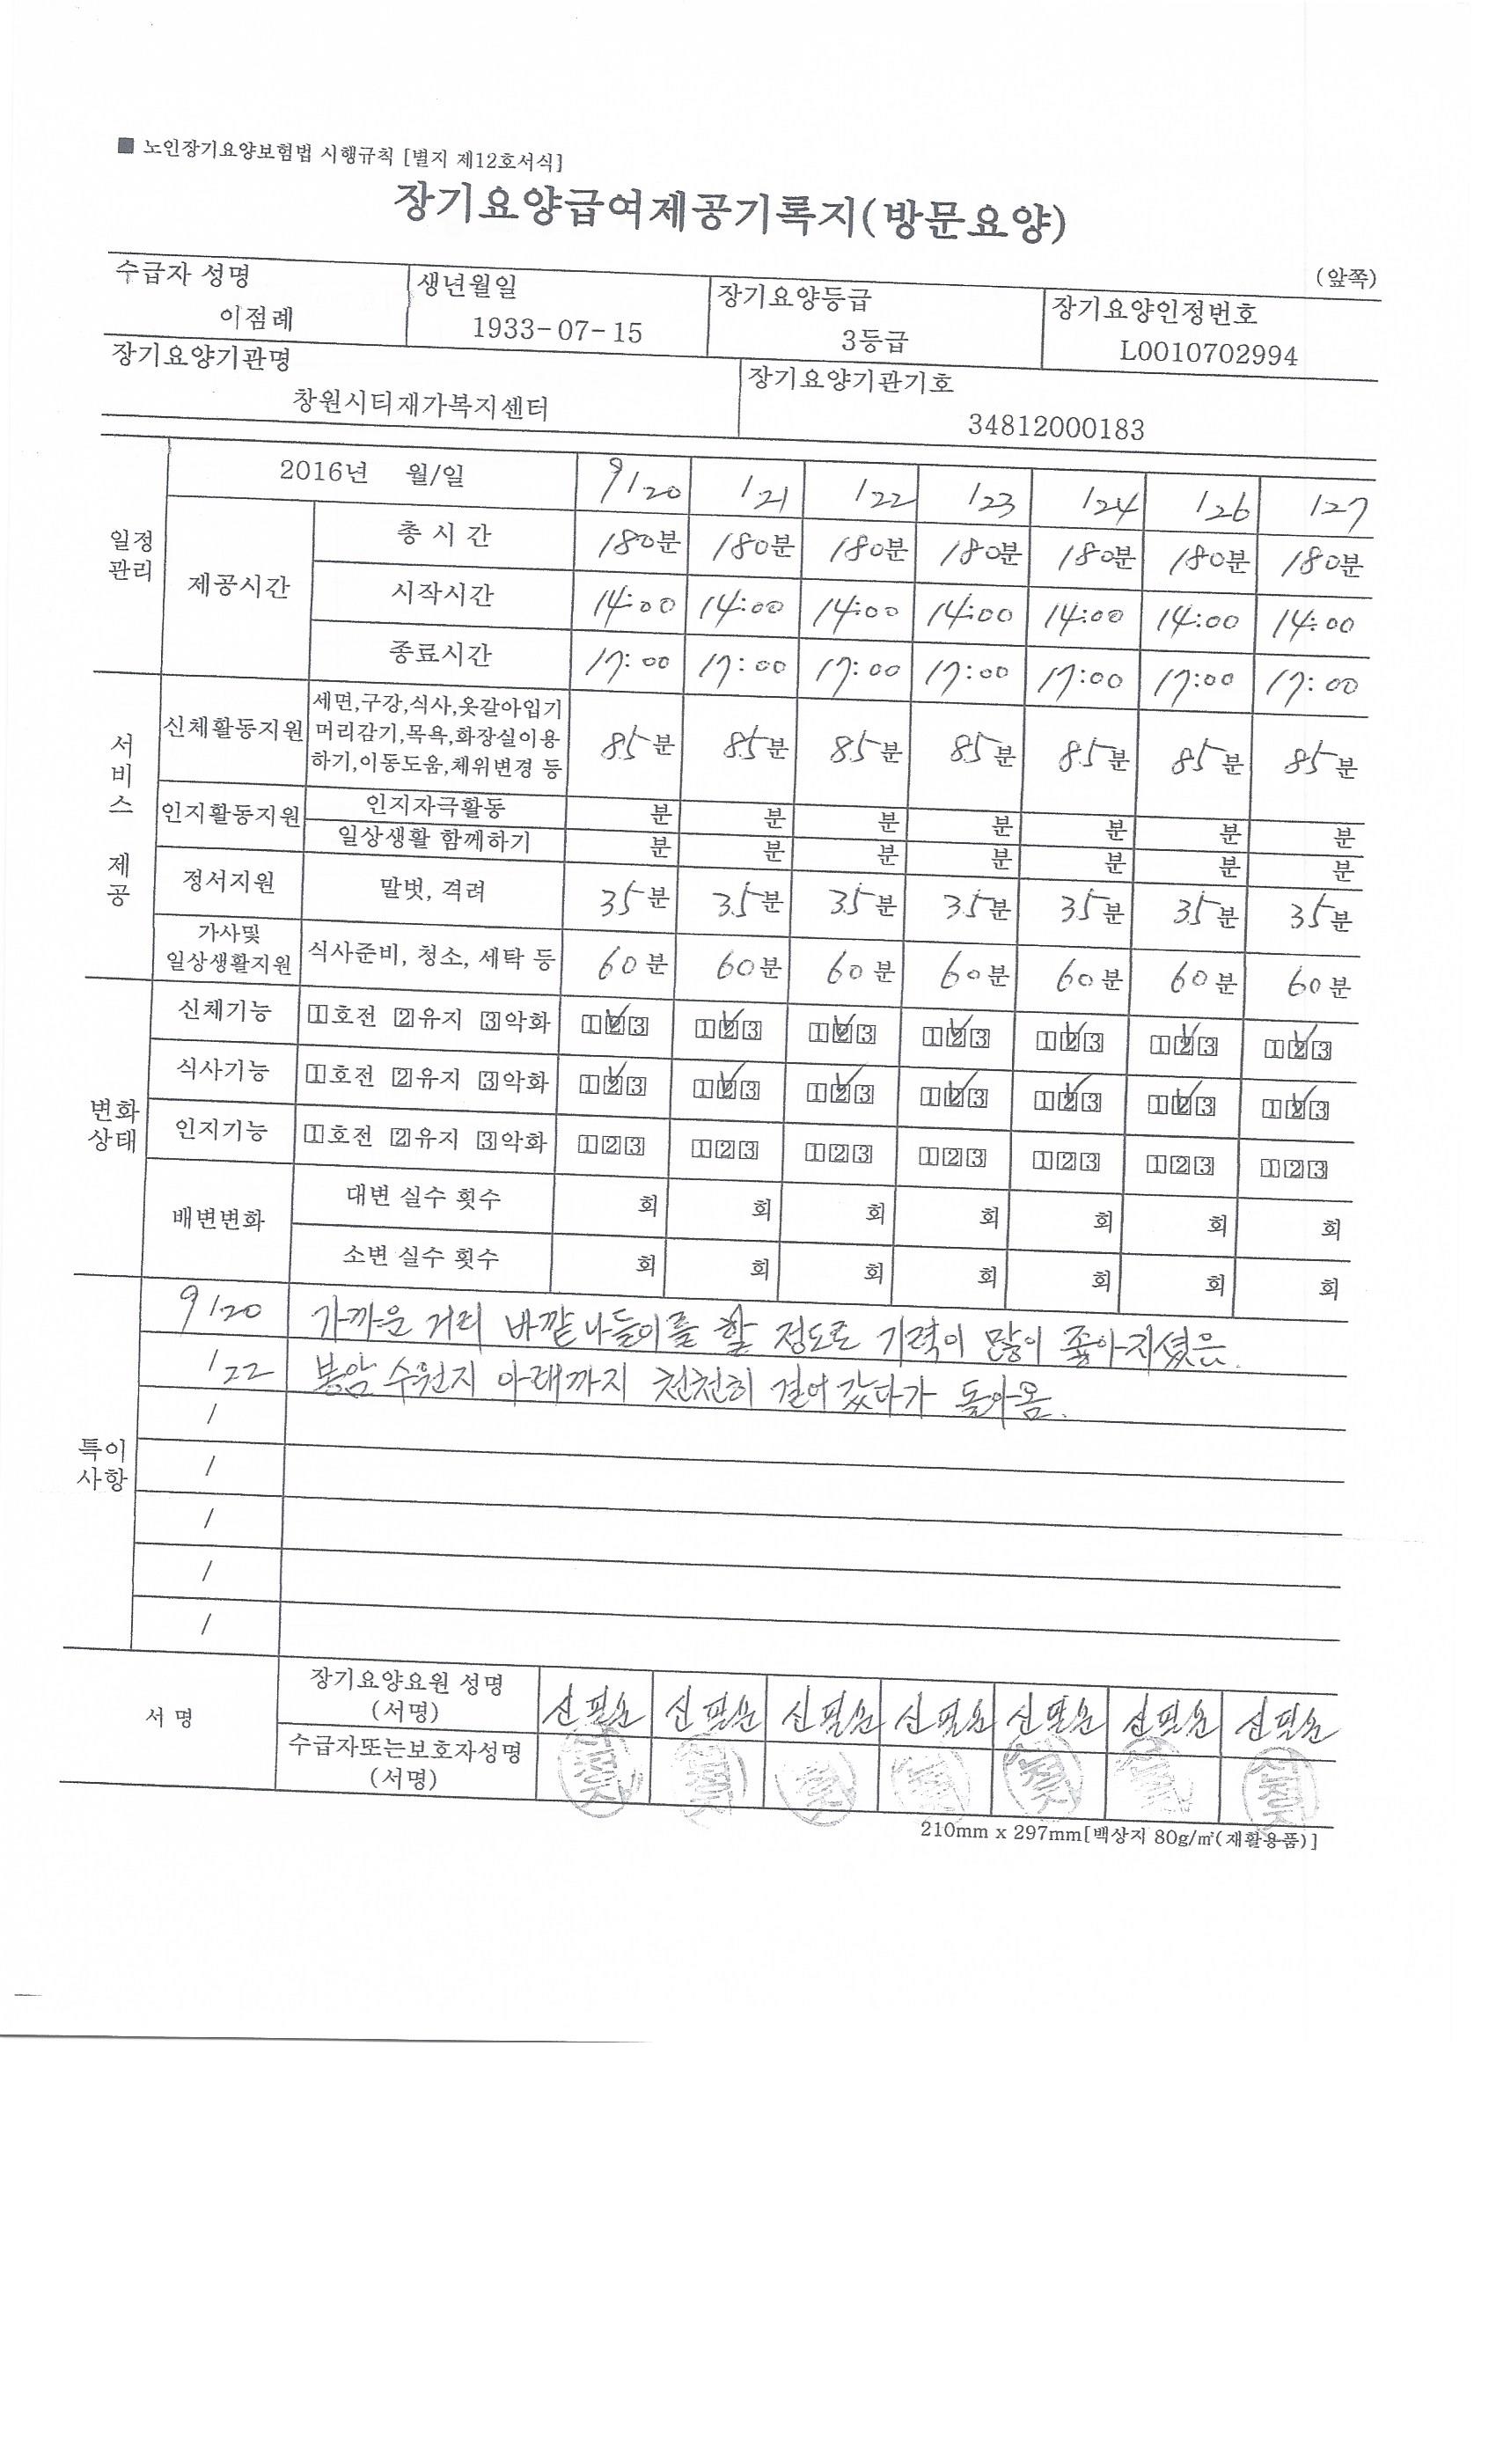 ■ 노인장기요양보험법 시행규칙 [별지 제12호서식]
장기요양급여제공기록지(방문요양)
(앞쪽)
수급자 성명 생년월일 장기요양등급 장기요양인정번호
이점례 1933-07-15 3등급 L0010702994
장기요양기관명 장기요양기관기호
창원시티재가복지센터 34812000183
일정관리
2016년 월/일 9/20 /21 /22 /23 /24 /26 /27
제공시간
총 시 간 180분 180분 180분 180분 180분 180분 180분
시작시간 14:00 14:00 14:00 14:00 14:00 14:00 14:00
종료시간 17:00 17:00 17:00 17:00 17:00 17:00 17:00
서비스 제공
신체활동지원 세면,구강,식사,옷갈아입기
머리감기,목욕,화장실이용
하기,이동도움,체위변경 등
85분 85분 85분 85분 85분 85분 85분
인지활동지원 인지자극활동 분 분 분 분 분 분 분
일상생활 함께하기 분 분 분 분 분 분 분
정서지원 말벗, 격려 35분 35분 35분 35분 35분 35분 35분
가사및
일상생활지원 식사준비, 청소, 세탁 등 60분 60분 60분 60분 60분 60분 60분
변화상태
신체기능 1호전 2유지 3악화 123 123 123 123 123 123 123
식사기능 1호전 2유지 3악화 123 123 123 123 123 123 123
인지기능 1호전 2유지 3악화 123 123 123 123 123 123 123
배변변화
대변 실수 횟수 회 회 회 회 회 회 회
소변 실수 횟수 회 회 회 회 회 회 회
특이사항
9/20 가까운 거리 바깥나들이를 할 정도로 기력이 많이 좋아지셨음.
/22 봉암 수원지 아래까지 천천히 걸어 갔다가 돌아옴.
/
/
/
/
/
서 명
장기요양요원 성명
(서명)
수급자또는보호자성명
(서명)
210mm x 297mm[백상지 80g/㎡(재활용품)]